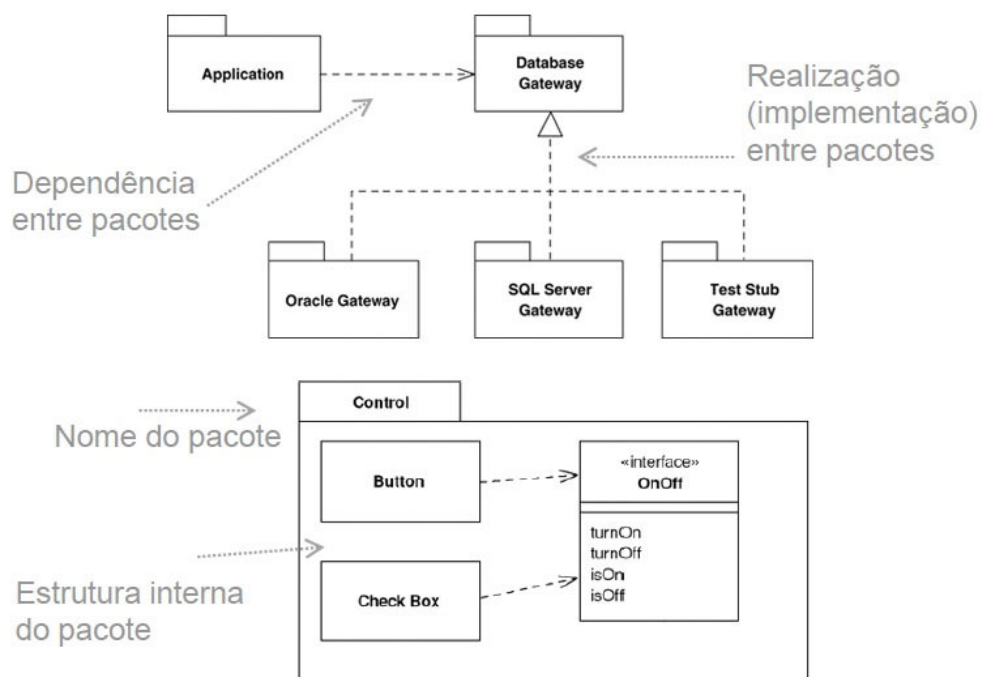 Application
Database
Gateway
Realização
(implementação)
entre pacotes
Dependência
entre pacotes
Oracle Gateway
SQL Server
Gateway
Test Stub
Gateway
Control
Nome do pacote
Button
«interface»
OnOff
turnOn
turnOff
isOn
isOff
Check Box
Estrutura interna
do pacote